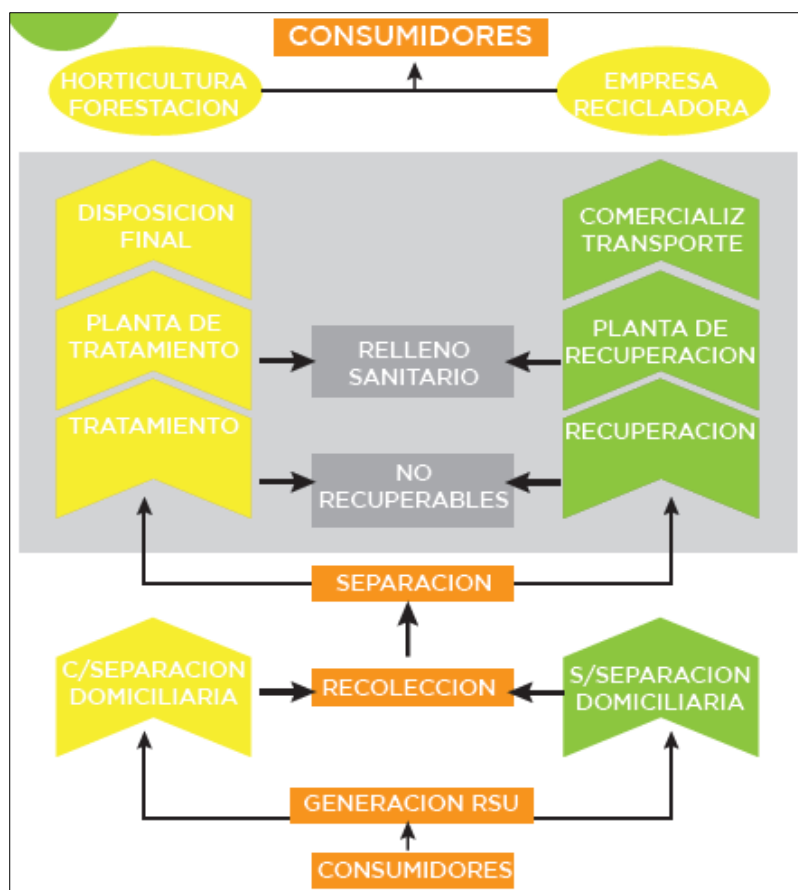 CONSUMIDORES
HORTICULTURA
FORESTACION
EMPRESA
RECICLADORA
DISPOSICION
FINAL
COMERCIALIZ
TRANSPORTE
PLANTA DE
TRATAMIENTO
RELLENO
SANITARIO
PLANTA DE
RECUPERACION
TRATAMIENTO
NO
RECUPERABLES
RECUPERACION
SEPARACION
C/SEPARACION
DOMICILIARIA
RECOLECCION
S/SEPARACION
DOMICILIARIA
GENERACION RSU
CONSUMIDORES